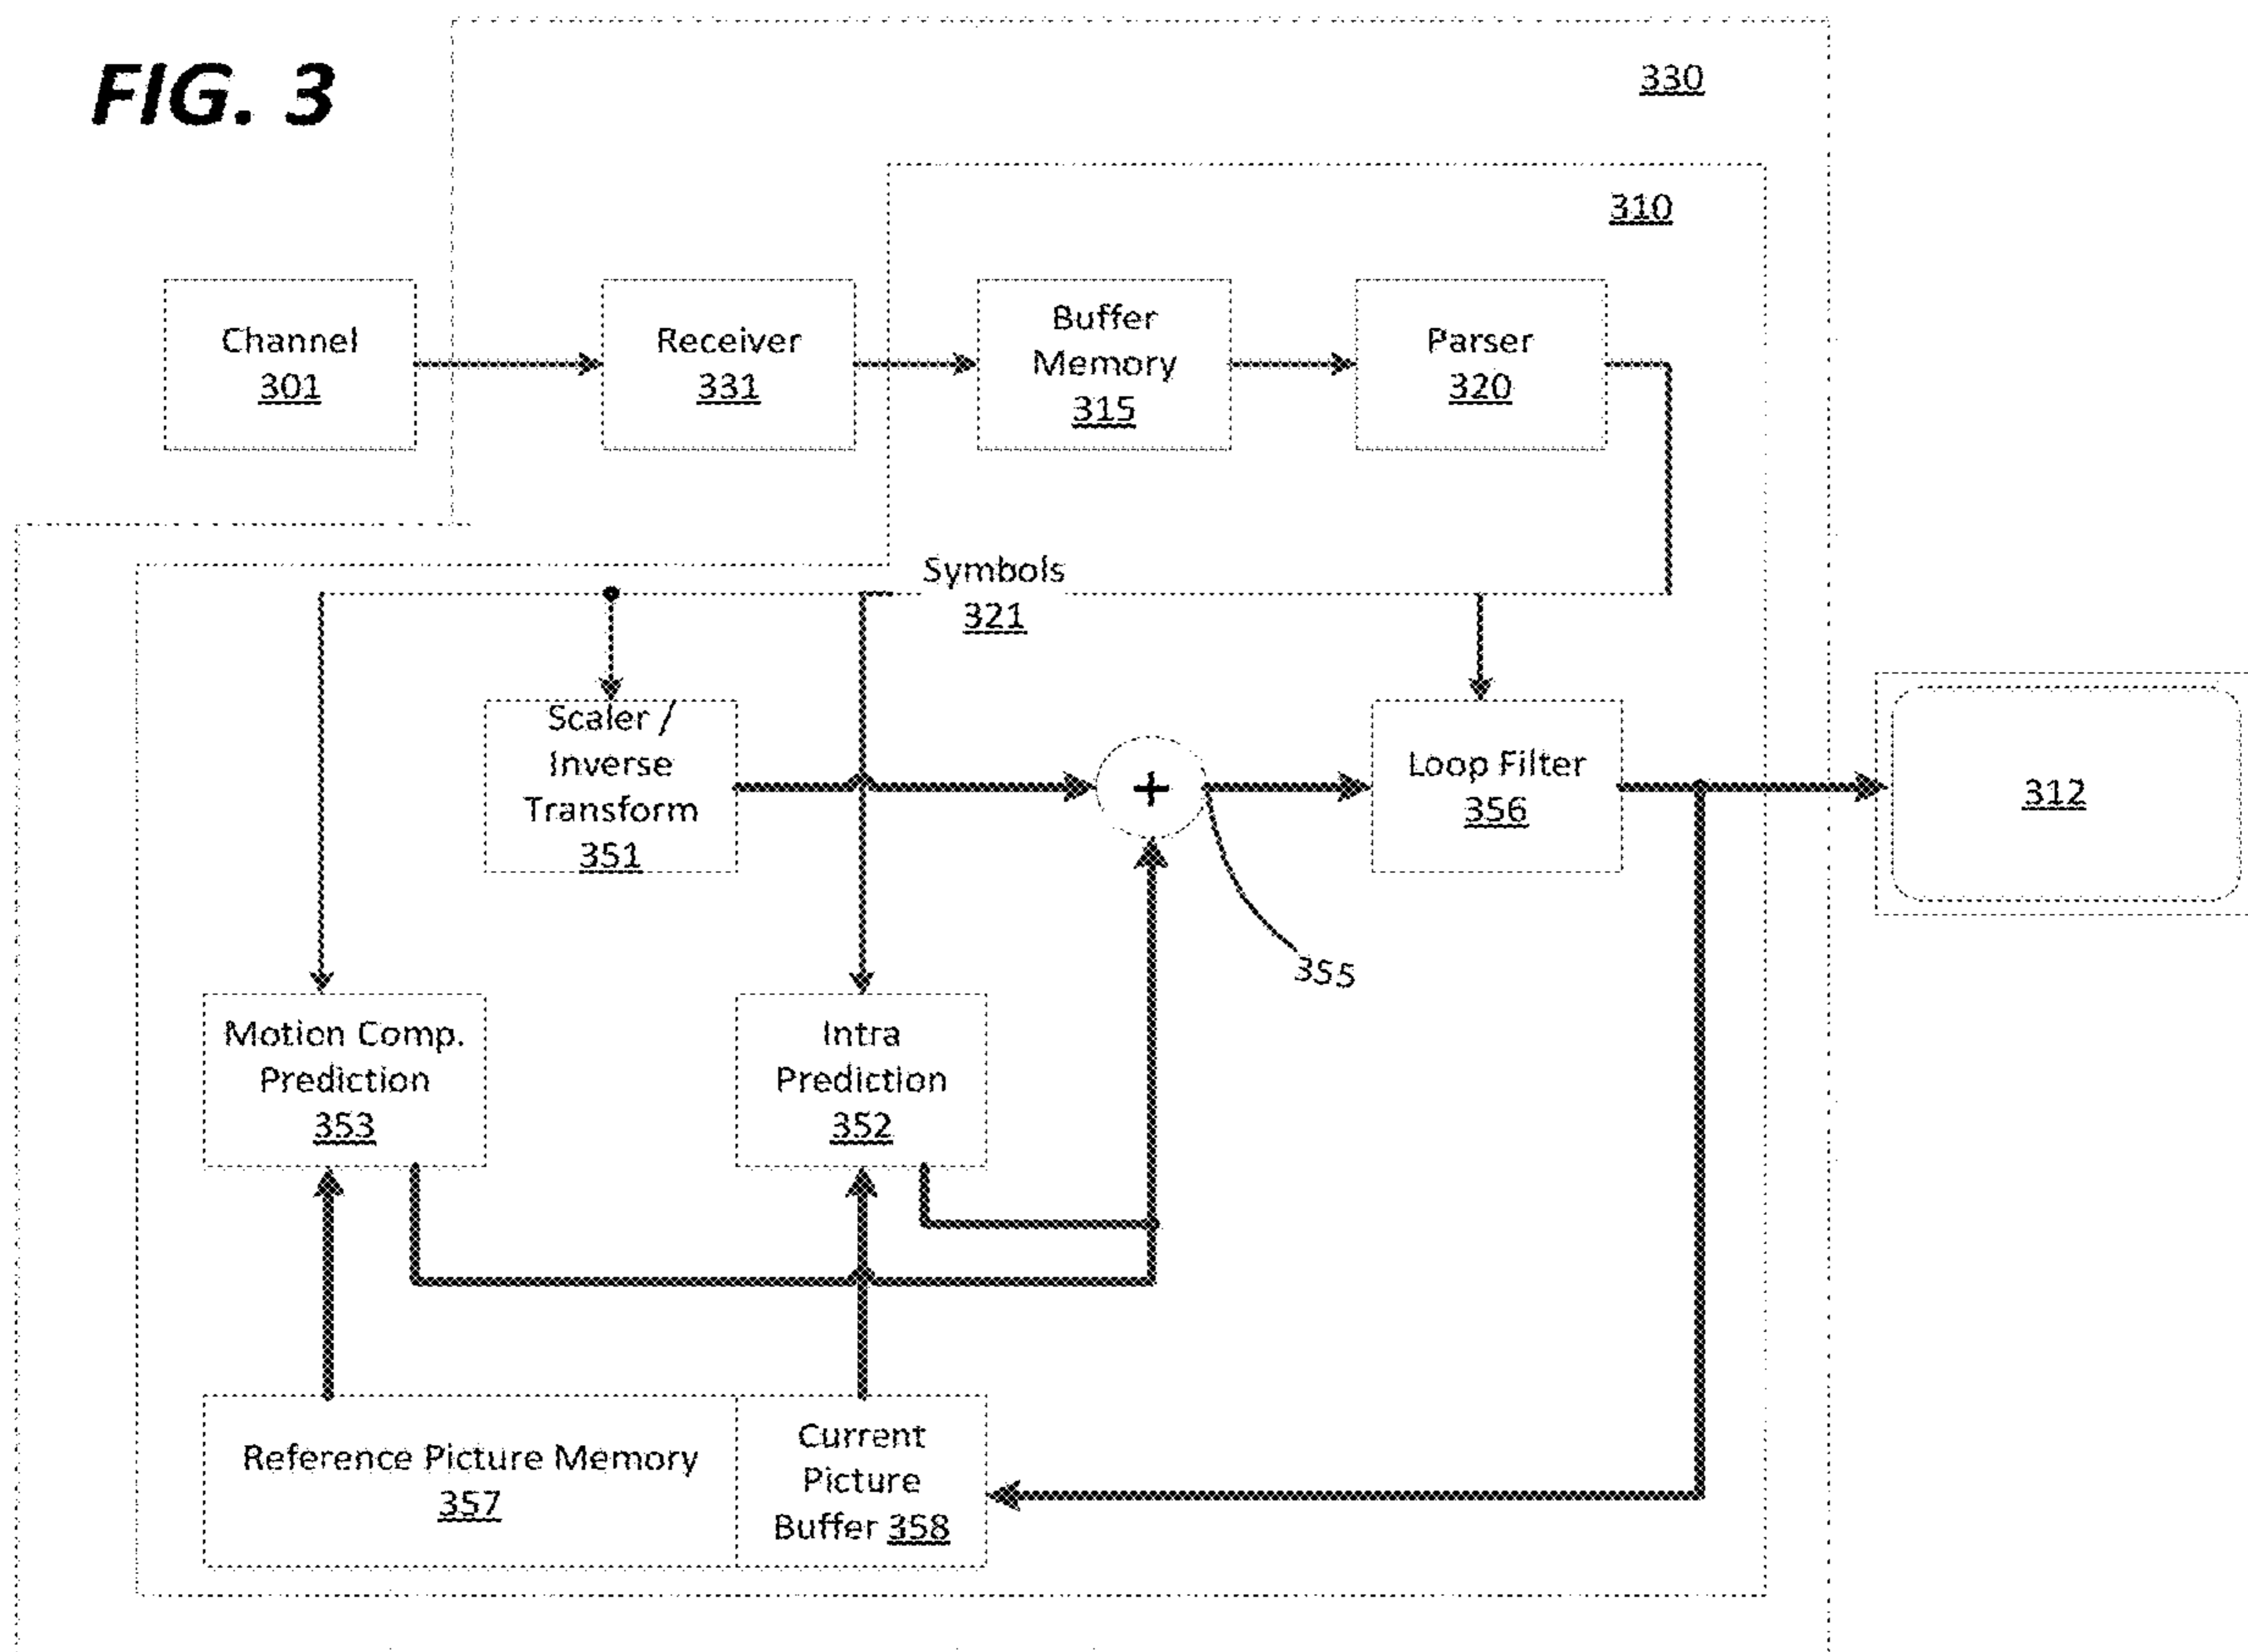 FIG. 3
330
310
Channel
301
Receiver
331
Buffer
Memory
315
Parser
320
Symbols
321
Scaler /
Inverse
Transform
351
+
Loop Filter
356
312
355
Motion Comp.
Prediction
353
Intra
Prediction
352
Reference Picture Memory
357
Current
Picture
Buffer 358